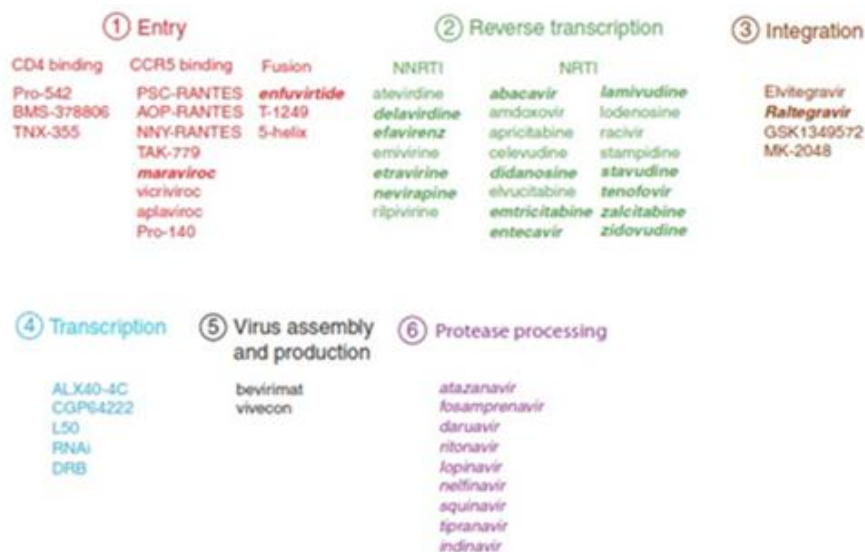 ① Entry
CD4 binding
Pro-542
BMS-378806
TNX-355
CCR5 binding
PSC-RANTES
AOP-RANTES
NNY-RANTES
TAK-779
maraviroc
vicriviroc
aplaviroc
Pro-140
Fusion
enfuvirtide
T-1249
5-helix
② Reverse transcription
NNRTI
atevirdine
delavirdine
efavirenz
emivirine
etravirine
nevirapine
rilpivirine
NRTI
abacavir
amdoxovir
apricitabine
celevudine
didanosine
elvucitabine
emtricitabine
entecavir
lamivudine
lodenosine
racivir
stampidine
stavudine
tenofovir
zalcitabine
zidovudine
③ Integration
Elvitegravir
Raltegravir
GSK1349572
MK-2048
④ Transcription
ALX40-4C
CGP64222
L50
RNAi
DRB
⑤ Virus assembly
and production
bevirimat
vivecon
⑥ Protease processing
atazanavir
fosamprenavir
daruavir
ritonavir
lopinavir
nelfinavir
squinavir
tipranavir
indinavir